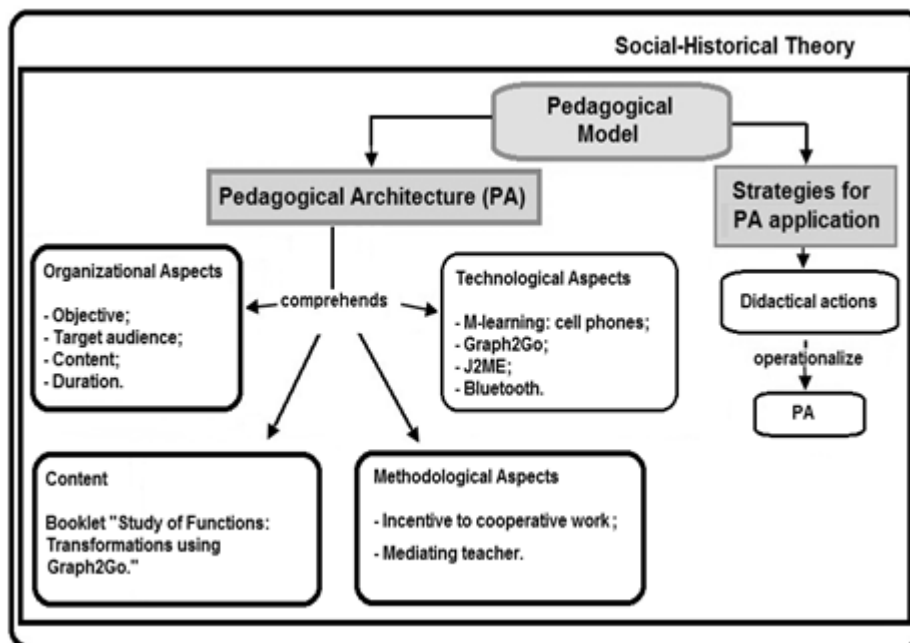 Social-Historical Theory
Pedagogical
Model
Pedagogical Architecture (PA)
Strategies for
PA application
Organizational Aspects
- Objective;
- Target audience;
- Content;
- Duration.
comprehends
Technological Aspects
- M-learning: cell phones;
- Graph2Go;
- J2ME;
- Bluetooth.
Didactical actions
operationalize
PA
Content
Booklet "Study of Functions:
Transformations using
Graph2Go."
Methodological Aspects
- Incentive to cooperative work;
- Mediating teacher.